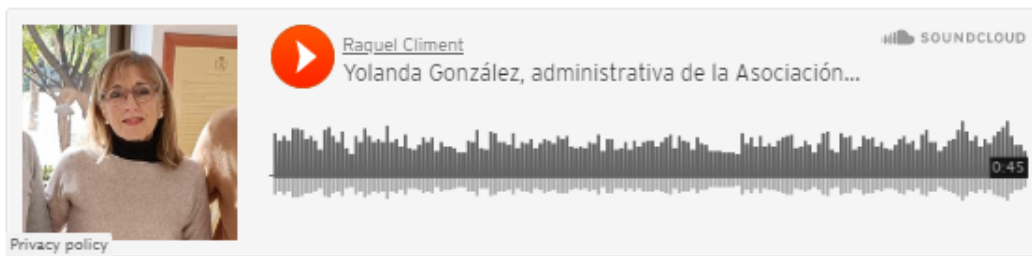 Raquel Climent
SOUNDCLOUD
Yolanda González, administrativa de la Asociación...
0:45
Privacy policy